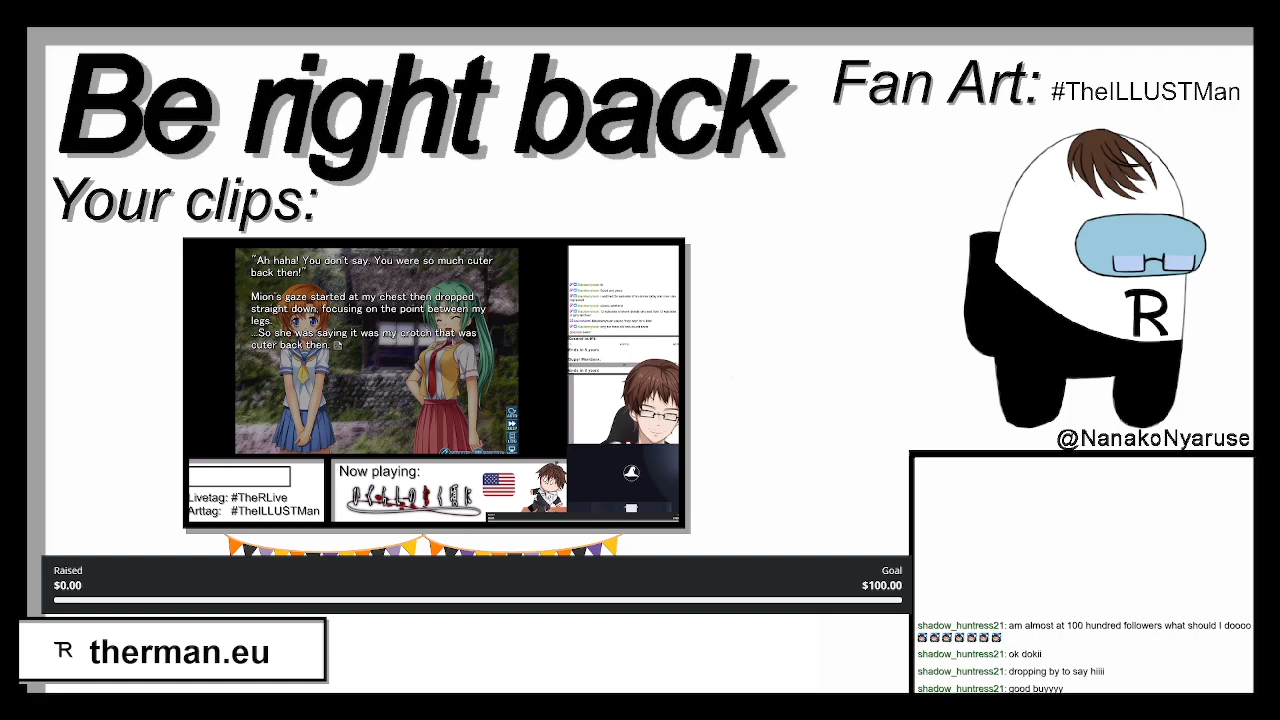 Be right back
Your clips:
Fan Art: #TheILLUSTMan
"Ah haha! You don't say. You were so much cuter
back then!"
Mion's gaze started at my chest then dropped
straight down, focusing on the point between my
legs.
...So she was saying it was my crotch that was
cuter back then.
Now playing:
Livetag: #TheRLive
Arttag: #TheILLUSTMan
R
@NanakoNyaruse
Raised
$0.00
Goal
$100.00
therman.eu
shadow_huntress21: am almost at 100 hundred followers what should I doooo
shadow_huntress21: ok dokii
shadow_huntress21: dropping by to say hiiii
shadow_huntress21: good buyyyy